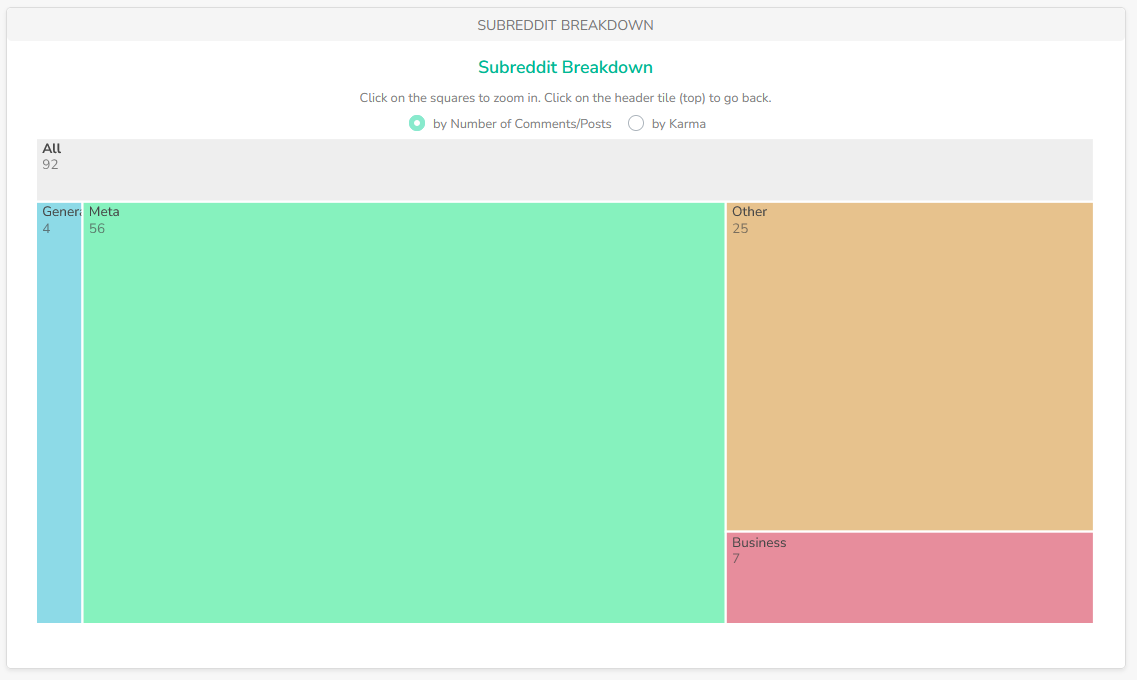 SUBREDDIT BREAKDOWN
Subreddit Breakdown
Click on the squares to zoom in. Click on the header tile (top) to go back.
by Number of Comments/Posts by Karma
All
92
Genera
4
Meta
56
Other
25
Business
7